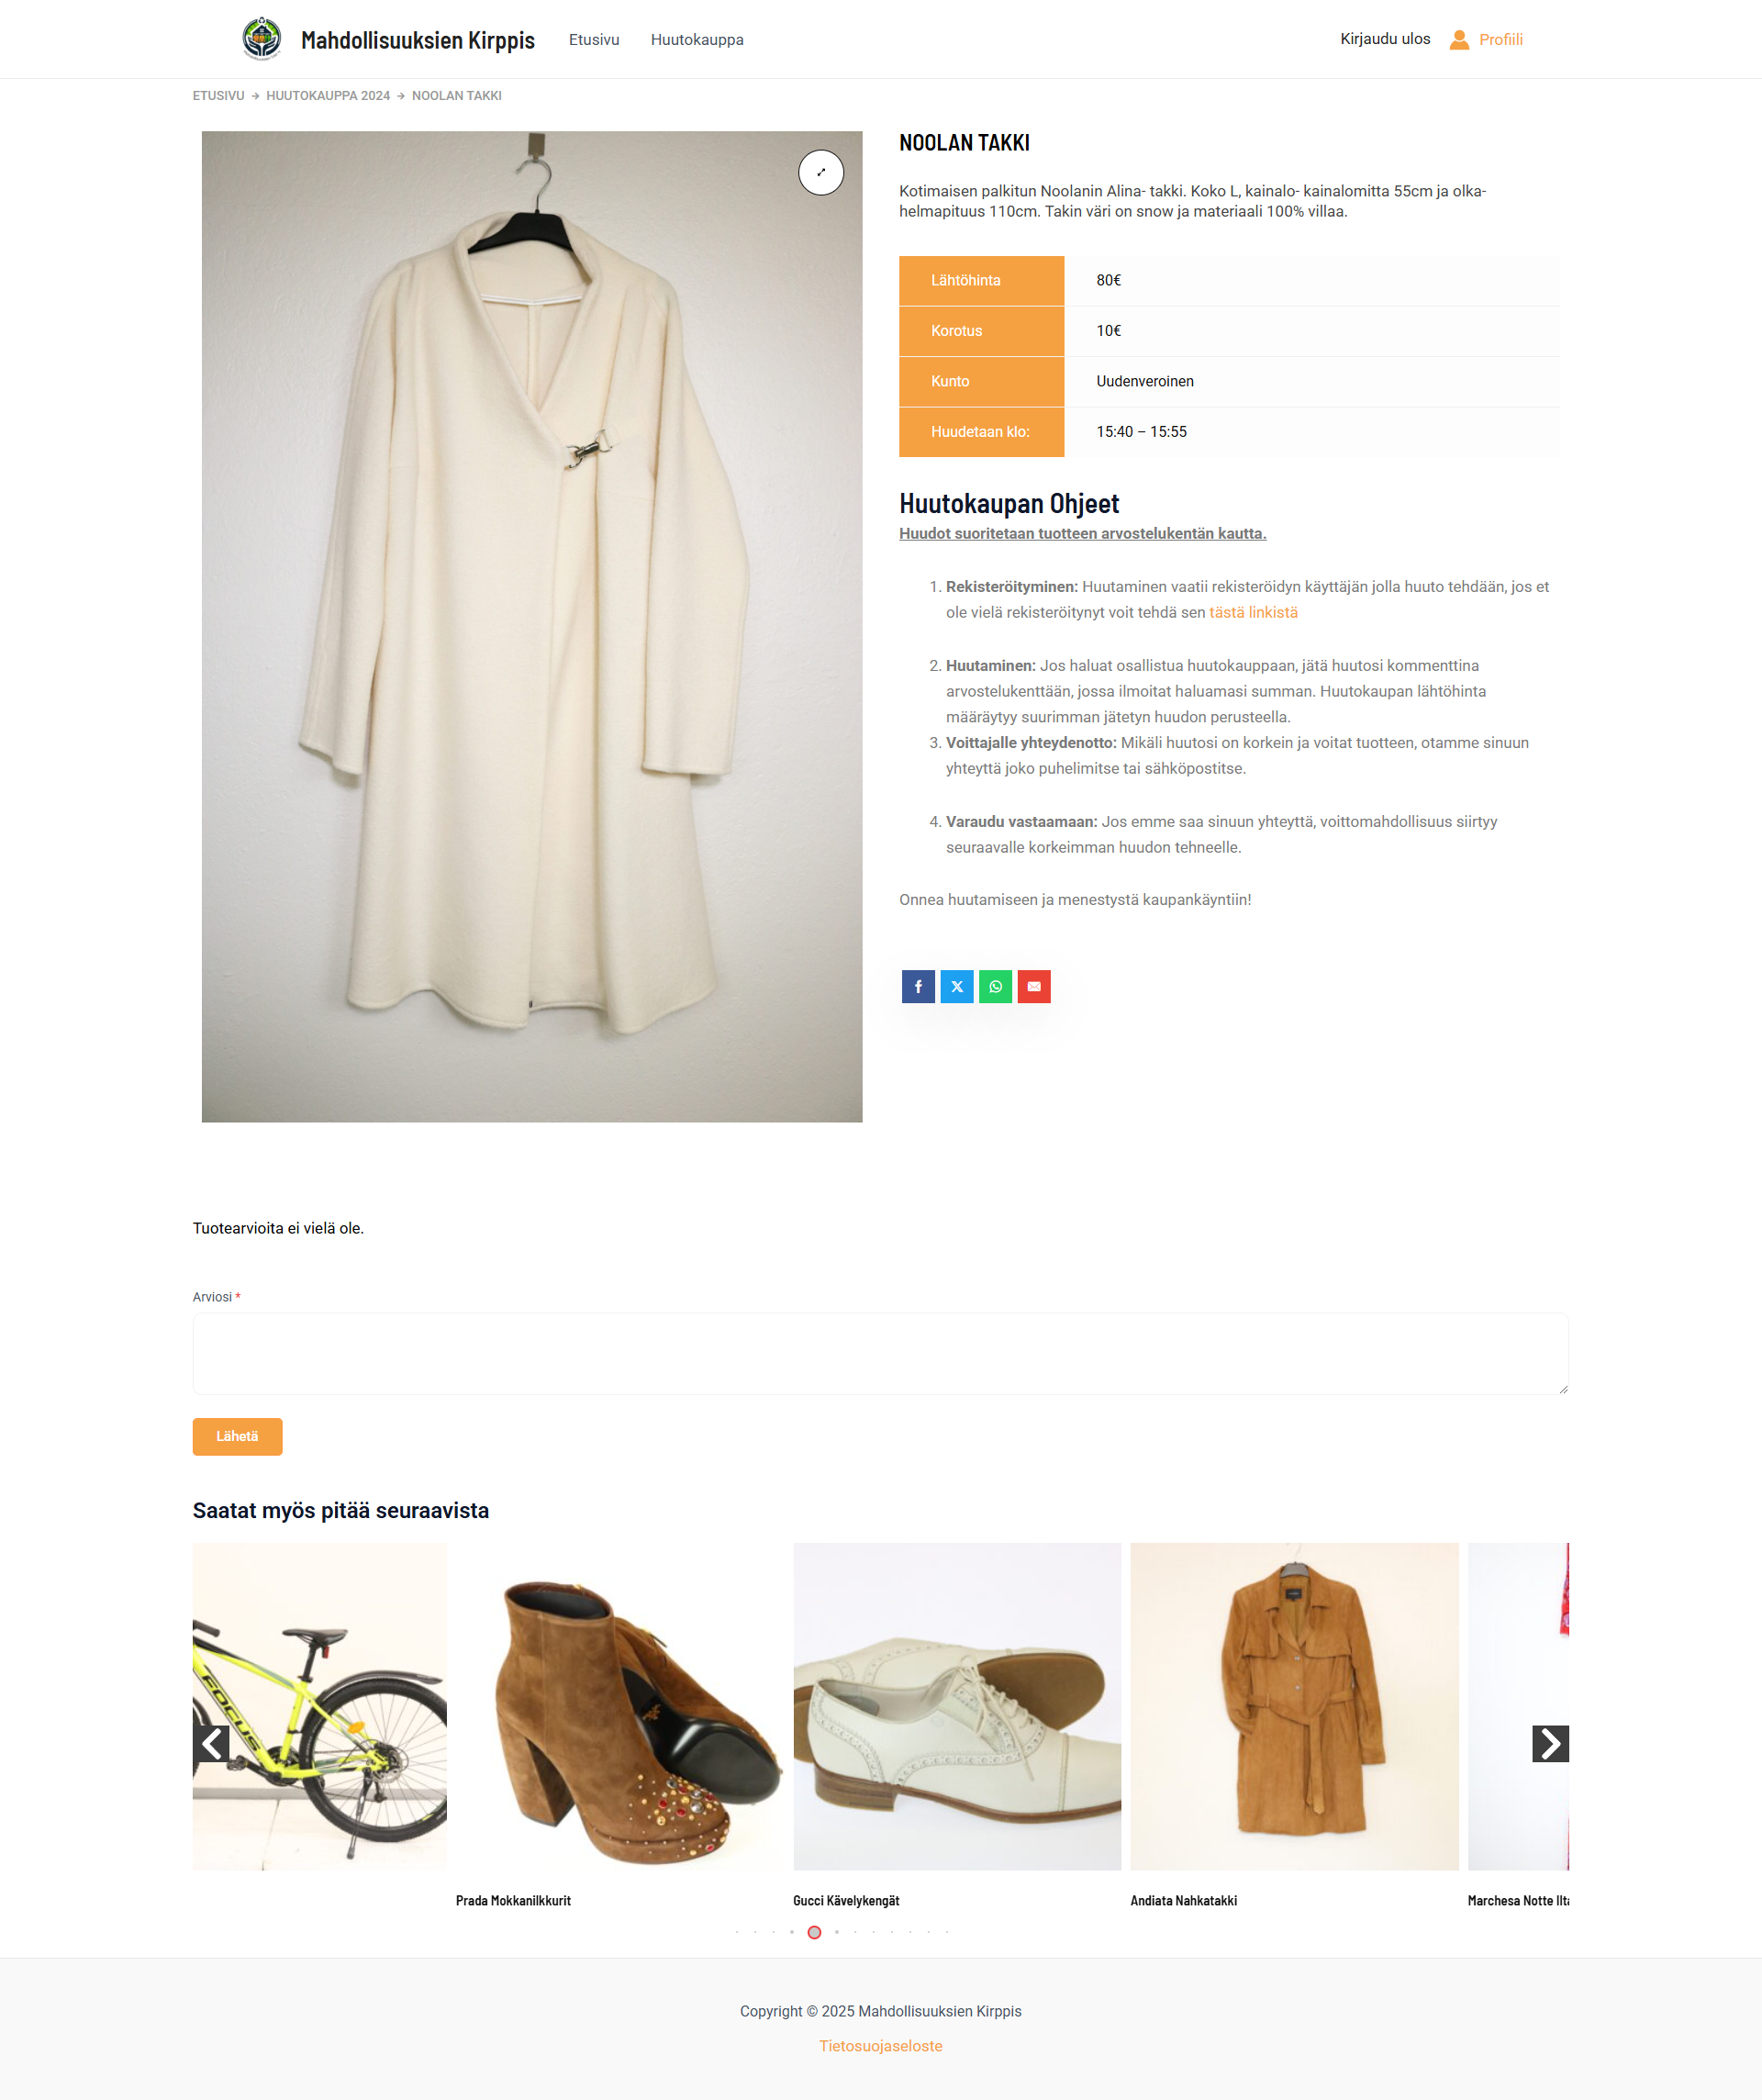 Mahdollisuuksien Kirppis
Etusivu
Huutokauppa
Kirjaudu ulos
Profiili
ETUSIVU → HUUTOKAUPPA 2024 → NOOLAN TAKKI
NOOLAN TAKKI
Kotimaisen palkitun Noolanin Alina- takki. Koko L, kainalo- kainalomitta 55cm ja olka-
helmapituus 110cm. Takin väri on snow ja materiaali 100% villaa.
Lähtöhinta 80€
Korotus 10€
Kunto Uudenveroinen
Huudetaan klo: 15:40 – 15:55
Huutokaupan Ohjeet
Huudot suoritetaan tuotteen arvostelukentän kautta.
1. Rekisteröityminen: Huutaminen vaatii rekisteröidyn käyttäjän jolla huuto tehdään, jos et
ole vielä rekisteröitynyt voit tehdä sen tästä linkistä
2. Huutaminen: Jos haluat osallistua huutokauppaan, jätä huutosi kommenttina
arvostelukenttään, jossa ilmoitat haluamasi summan. Huutokaupan lähtöhinta
määräytyy suurimman jätetyn huudon perusteella.
3. Voittajalle yhteydenotto: Mikäli huutosi on korkein ja voitat tuotteen, otamme sinuun
yhteyttä joko puhelimitse tai sähköpostitse.
4. Varaudu vastaamaan: Jos emme saa sinuun yhteyttä, voittomahdollisuus siirtyy
seuraavalle korkeimman huudon tehneelle.
Onnea huutamiseen ja menestystä kaupankäyntiin!
Tuotearvioita ei vielä ole.
Arviosi *
Lähetä
Saatat myös pitää seuraavista
FOCUS
Prada Mokkanilkkurit
Gucci Kävelykengät
Andiata Nahkatakki
Marchesa Notte Ilta
Copyright © 2025 Mahdollisuuksien Kirppis
Tietosuojaseloste